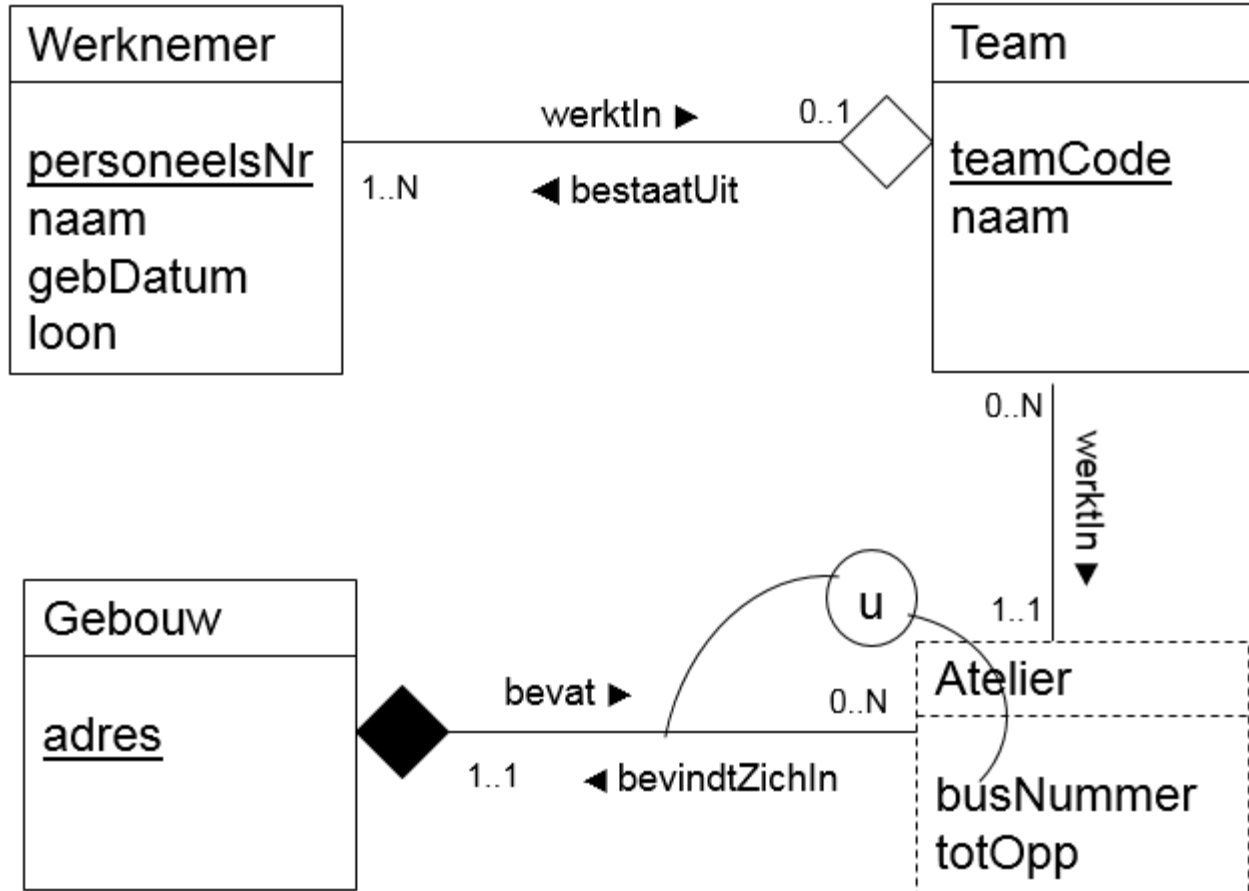 Werknemer
personeelsNr
naam
gebDatum
loon
werktIn ►
0..1
1..N
◄ bestaatUit
Team
teamCode
naam
0..N
werktIn ►
1..1
Gebouw
adres
bevat ►
0..N
1..1
◄ bevindtZichIn
u
Atelier
busNummer
totOpp